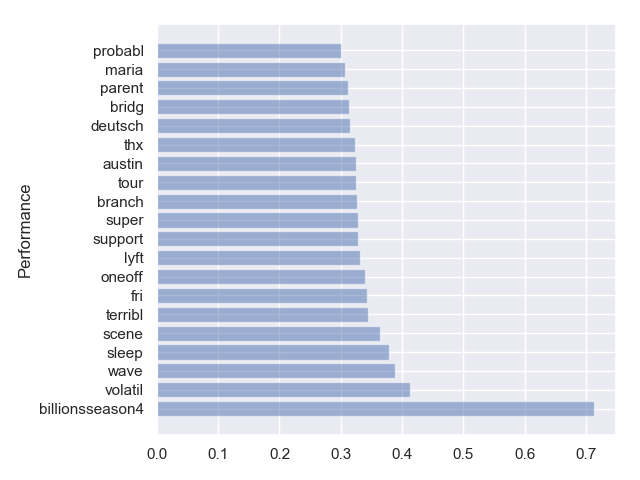 Performance
probabl
maria
parent
bridg
deutsch
thx
austin
tour
branch
super
support
lyft
oneoff
fri
terribl
scene
sleep
wave
volatil
billionsseason4
0.0 0.1 0.2 0.3 0.4 0.5 0.6 0.7